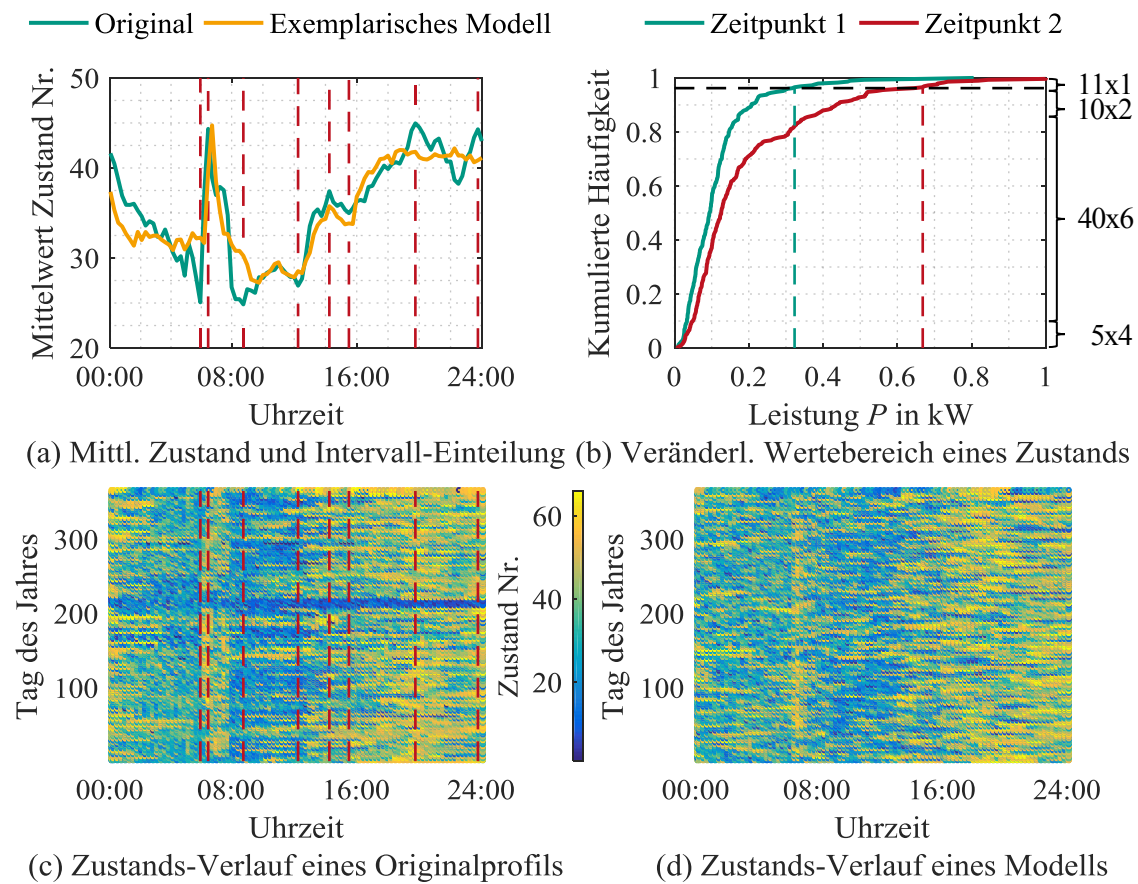 Original
Exemplarisches Modell
Zeitpunkt 1
Zeitpunkt 2
Mittelwert Zustand Nr.
50
40
30
20
00:00
08:00
16:00
24:00
Uhrzeit
(a) Mittl. Zustand und Intervall-Einteilung
Kumulierte Häufigkeit
1
0.8
0.6
0.4
0.2
0
0
0.2
0.4
0.6
0.8
1
11x1
10x2
40x6
5x4
Leistung P in kW
(b) Veränderl. Wertebereich eines Zustands
Tag des Jahres
300
200
100
00:00
08:00
16:00
24:00
Uhrzeit
Zustand Nr.
60
40
20
(c) Zustands-Verlauf eines Originalprofils
Tag des Jahres
300
200
100
00:00
08:00
16:00
24:00
Uhrzeit
(d) Zustands-Verlauf eines Modells